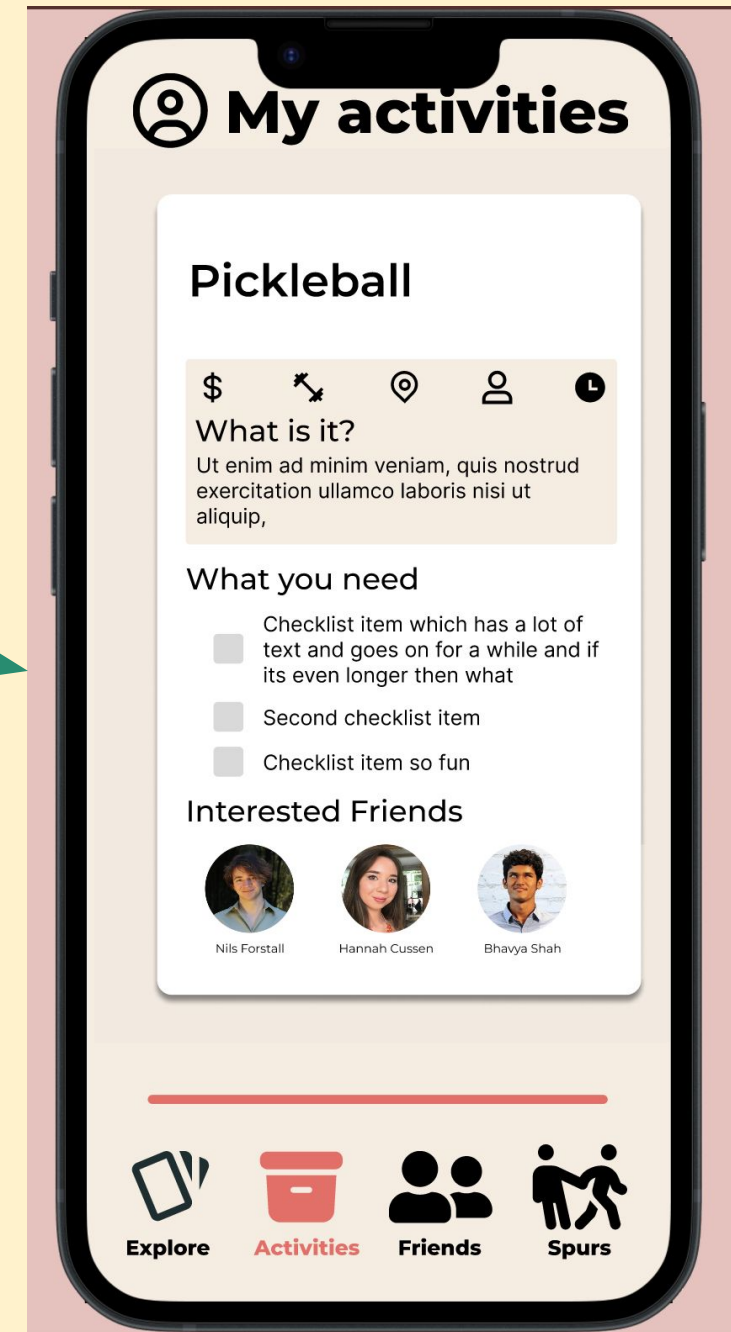 My activities
Pickleball
$
What is it?
Ut enim ad minim veniam, quis nostrud
exercitation ullamco laboris nisi ut
aliquip,
What you need
Checklist item which has a lot of
text and goes on for a while and if
its even longer then what
Second checklist item
Checklist item so fun
Interested Friends
Nils Forstall Hannah Cussen Bhavya Shah
Explore Activities Friends Spurs